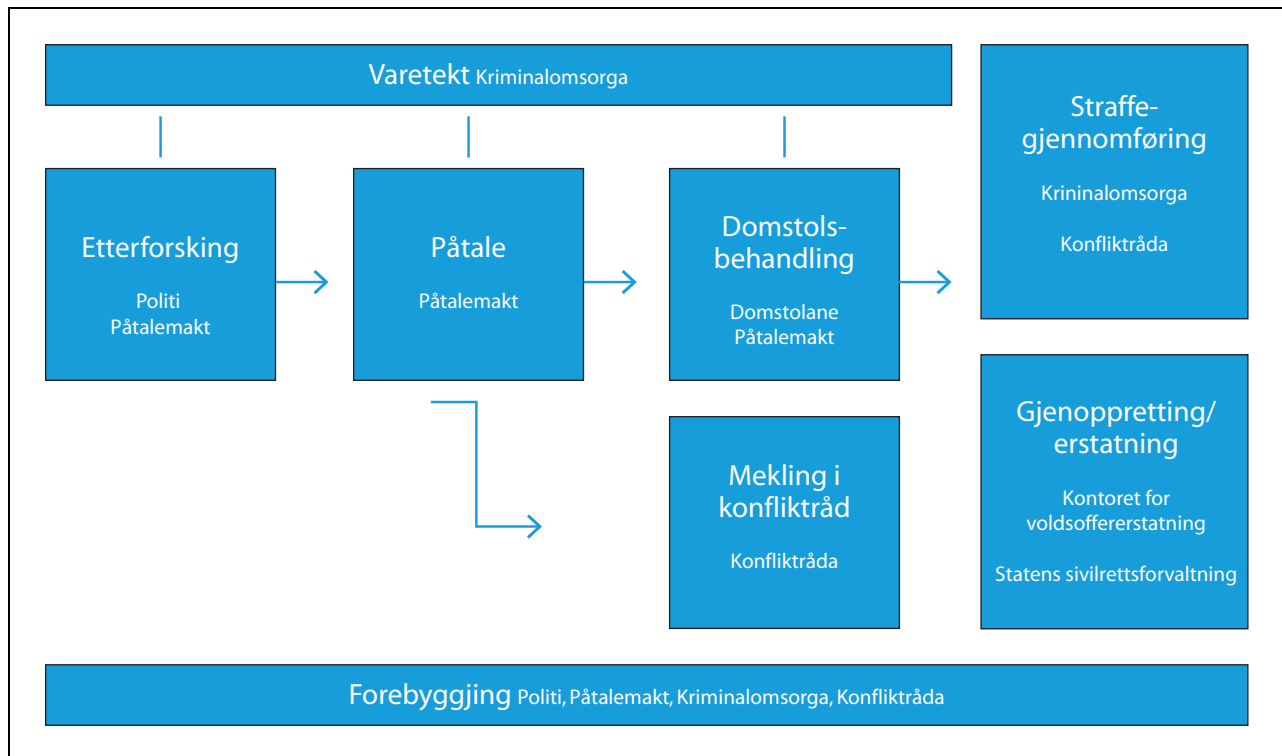 Varetekt Kriminalomsorga
Etterforsking
Politi
Påtalemakt
Påtale
Påtalemakt
Domstols-
behandling
Domstolane
Påtalemakt
Straffe-
gjennomføring
Krininalomsorga
Konfliktråda
Mekling i
konfliktråd
Konfliktråda
Gjenoppretting/
erstatning
Kontoret for
voldsoffererstatning
Statens sivilrettsforvaltning
Forebyggjing Politi, Påtalemakt, Kriminalomsorga, Konfliktråda